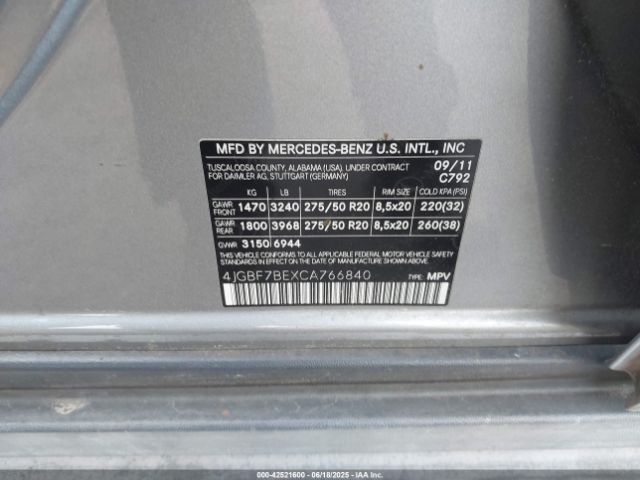 MFD BY MERCEDES-BENZ U.S. INTL., INC
TUSCALOOSA COUNTY, ALABAMA (USA). UNDER CONTRACT 09/11
FOR DAIMLER AG, STUTTGART (GERMANY) C792
KG LB TIRES RIM SIZE COLD KPA (PSI)
GAWR FRONT 1470 3240 275/50 R20 8,5x20 220(32)
GAWR REAR 1800 3968 275/50 R20 8,5x20 260(38)
GVWR 3150 6944
THIS VEHICLE CONFORMS TO ALL APPLICABLE FEDERAL MOTOR VEHICLE
SAFETY STANDARDS IN EFFECT ON THE DATE OF MANUFACTURE SHOWN ABOVE.
4JGBF7BEXCA766840 TYPE: MPV
000-42521600 - 06/18/2025 - IAAI.COM